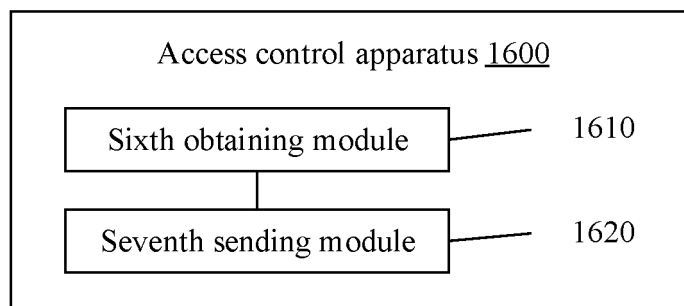 Access control apparatus 1600
Sixth obtaining module
1610
Seventh sending module
1620